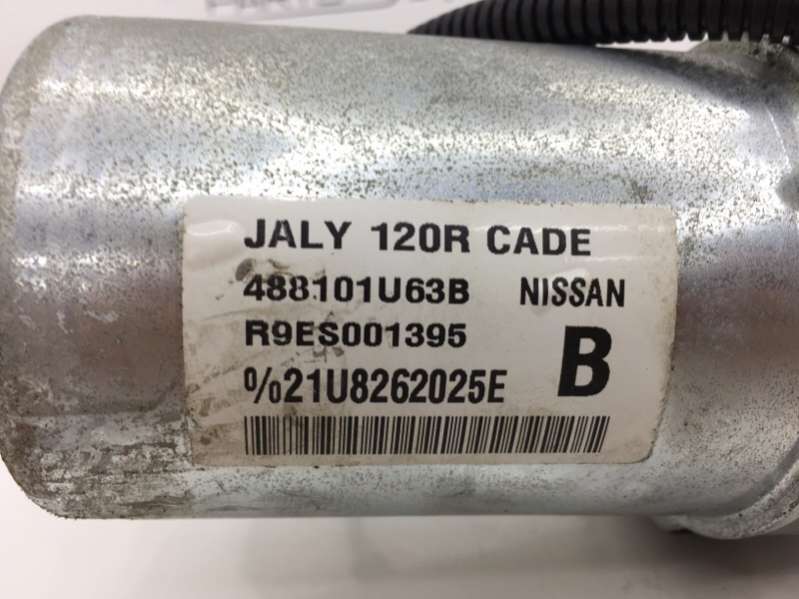 JALY 120R CADE
488101U63B NISSAN
R9ES001395
B
%21U8262025E